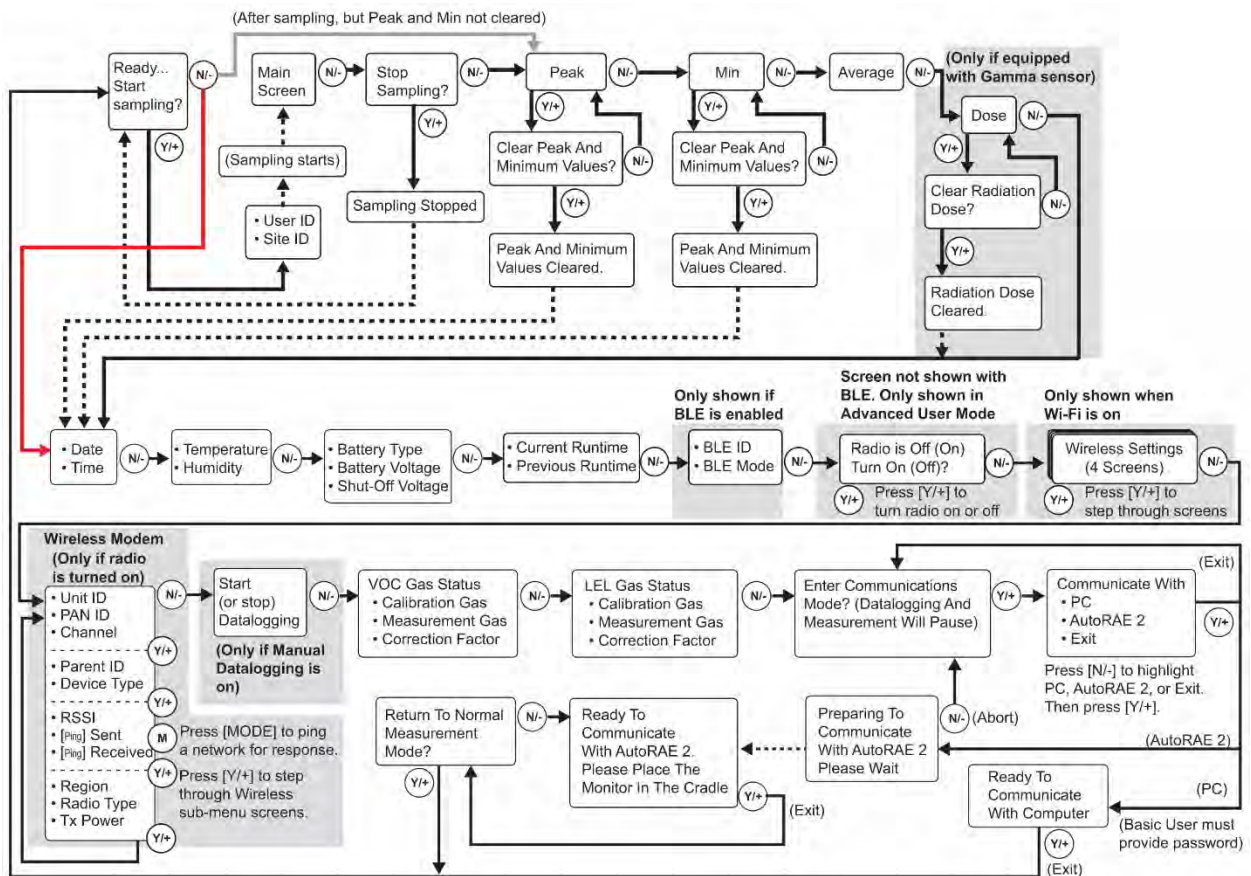 (After sampling, but Peak and Min not cleared)
Ready...
Start
sampling?
N/-
Y/+
Main
Screen
N/-
Stop
Sampling?
N/-
Y/+
Peak
N/-
Y/+
Min
N/-
Y/+
Average
N/-
(Only if equipped
with Gamma sensor)
Dose
N/-
Y/+
(Sampling starts)
• User ID
• Site ID
Sampling Stopped
Clear Peak And
Minimum Values?
N/-
Y/+
Clear Peak And
Minimum Values?
N/-
Y/+
Clear Radiation
Dose?
N/-
Y/+
Peak And Minimum
Values Cleared.
Peak And Minimum
Values Cleared.
Radiation Dose
Cleared.
Only shown if
BLE is enabled
Screen not shown with
BLE. Only shown in
Advanced User Mode
Only shown when
Wi-Fi is on
• Date
• Time
N/-
• Temperature
• Humidity
N/-
• Battery Type
• Battery Voltage
• Shut-Off Voltage
N/-
• Current Runtime
• Previous Runtime
N/-
• BLE ID
• BLE Mode
N/-
Radio is Off (On)
Turn On (Off)?
N/-
Y/+
Press [Y/+] to
turn radio on or off
Wireless Settings
(4 Screens)
N/-
Y/+
Press [Y/+] to
step through screens
Wireless Modem
(Only if radio
is turned on)
• Unit ID
• PAN ID
• Channel
N/-
Y/+
• Parent ID
• Device Type
Y/+
• RSSI
• [Ping] Sent
• [Ping] Received
M
Press [MODE] to ping
a network for response.
Y/+
Press [Y/+] to step
through Wireless
sub-menu screens.
• Region
• Radio Type
• Tx Power
Y/+
Start
(or stop)
Datalogging
N/-
(Only if Manual
Datalogging is
on)
VOC Gas Status
• Calibration Gas
• Measurement Gas
• Correction Factor
N/-
LEL Gas Status
• Calibration Gas
• Measurement Gas
• Correction Factor
N/-
Enter Communications
Mode? (Datalogging And
Measurement Will Pause)
Y/+
Communicate With
• PC
• AutoRAE 2
• Exit
(Exit)
Y/+
Press [N/-] to highlight
PC, AutoRAE 2, or Exit.
Then press [Y/+].
Return To Normal
Measurement
Mode?
N/-
Y/+
Ready To
Communicate
With AutoRAE 2.
Please Place The
Monitor In The Cradle
Y/+
(Exit)
Preparing To
Communicate
With AutoRAE 2
Please Wait
N/-
(Abort)
(AutoRAE 2)
Ready To
Communicate
With Computer
(PC)
(Basic User must
provide password)
Y/+
(Exit)